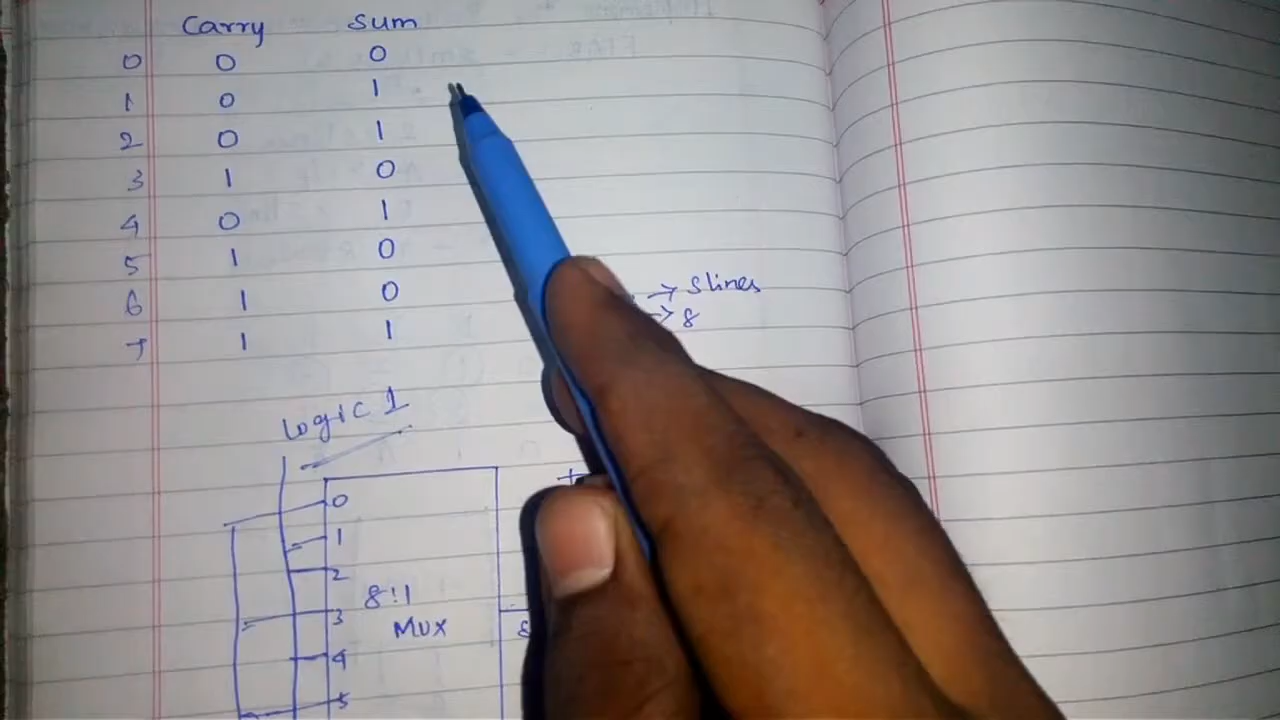 Carry Sum
0 0 0
1 0 1
2 0 1
3 1 0
4 0 1
5 1 0
6 1 0
7 1 1
→ 3 lines
→ 8
Logic 1
0
1
2
8:1
3
MUX
4
5